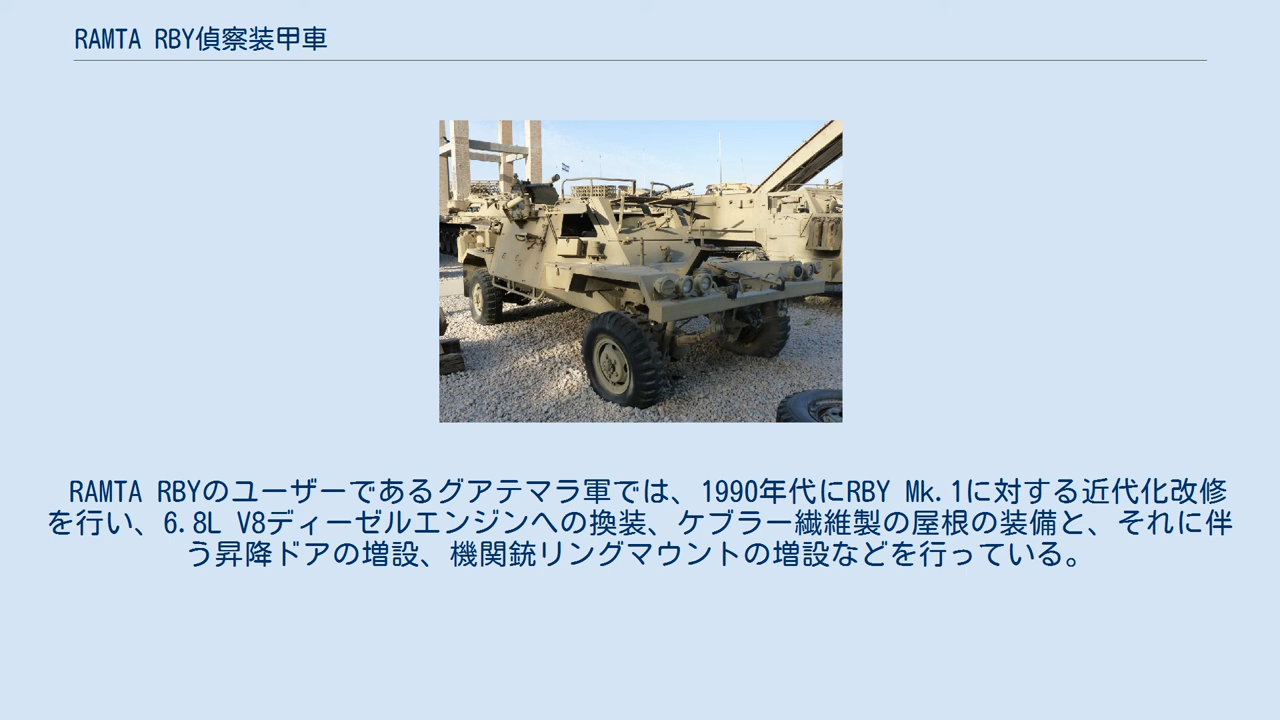 RAMTA RBY偵察装甲車
RAMTA RBYのユーザーであるグアテマラ軍では、1990年代にRBY Mk.1に対する近代化改修
を行い、6.8L V8ディーゼルエンジンへの換装、ケブラー繊維製の屋根の装備と、それに伴
う昇降ドアの増設、機関銃リングマウントの増設などを行っている。